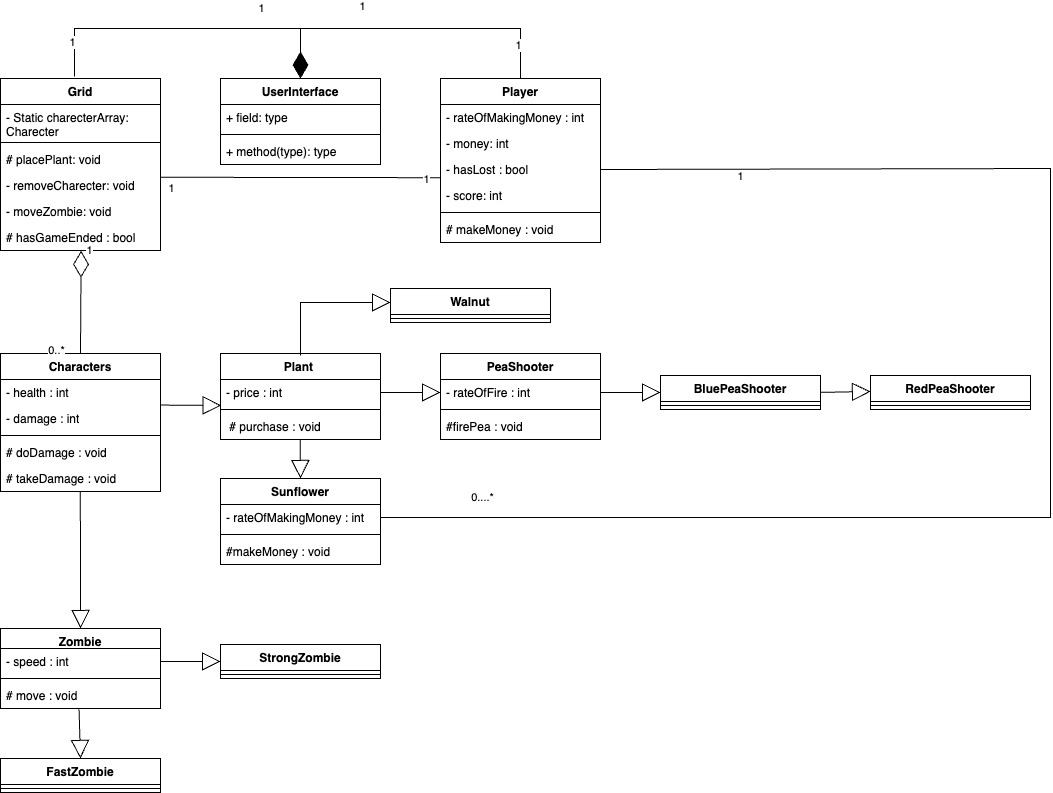 1
1
1
1
Grid
- Static charecterArray:
Charecter
# placePlant: void
- removeCharecter: void
- moveZombie: void
# hasGameEnded : bool
UserInterface
+ field: type
+ method(type): type
Player
- rateOfMakingMoney : int
- money: int
- hasLost : bool
- score: int
# makeMoney : void
1
1
1
1
0..*
Walnut
Characters
- health : int
- damage : int
# doDamage : void
# takeDamage : void
Plant
- price : int
# purchase : void
PeaShooter
- rateOfFire : int
#firePea : void
BluePeaShooter
RedPeaShooter
Sunflower
- rateOfMakingMoney : int
#makeMoney : void
0....*
Zombie
- speed : int
# move : void
StrongZombie
FastZombie